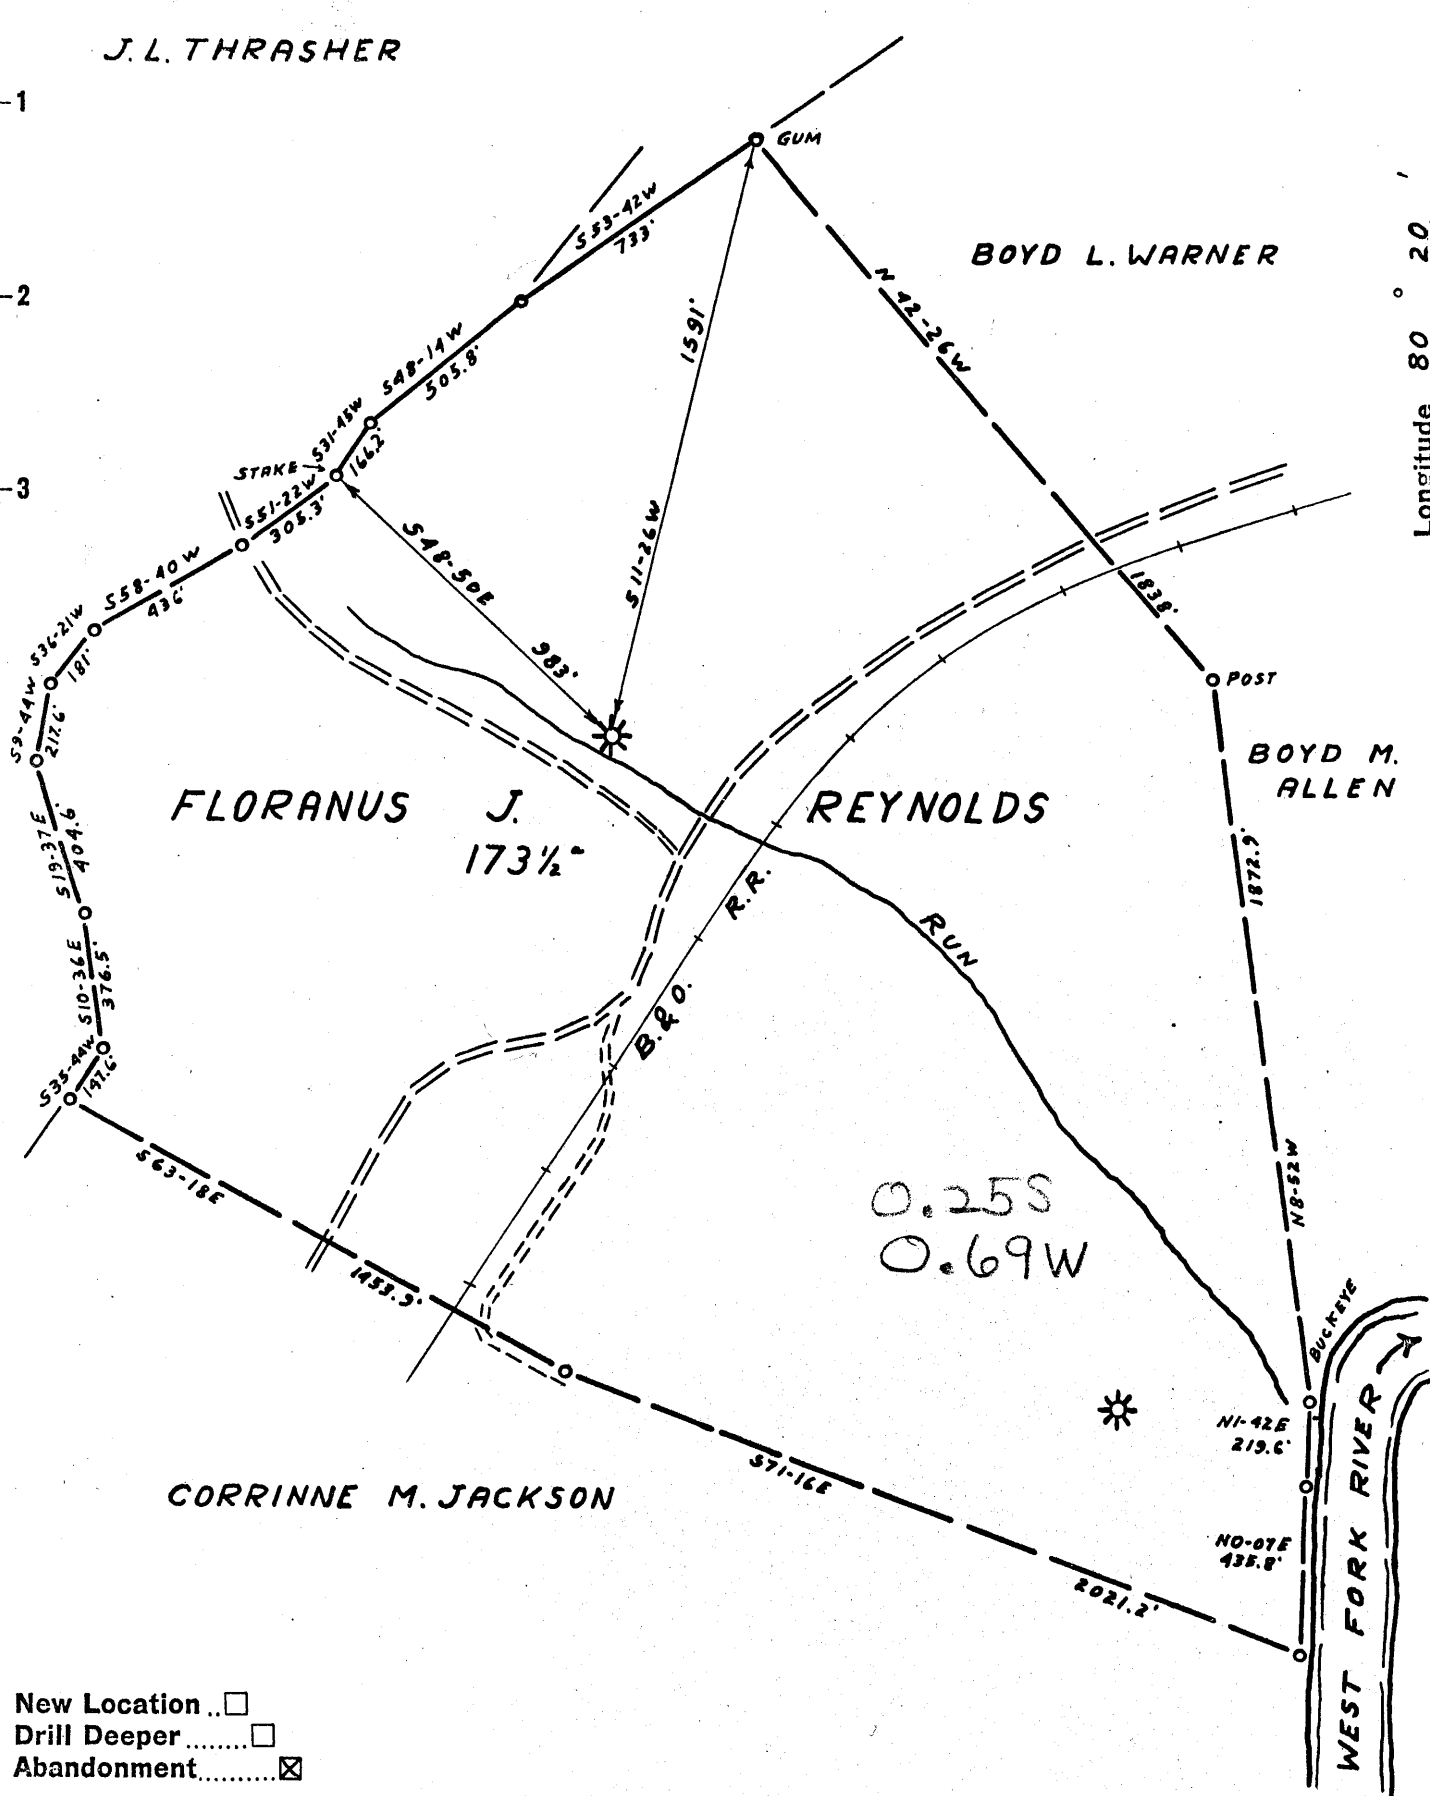 J. L. THRASHER
-1
GUM
S53-42W
733'
BOYD L. WARNER
Longitude 80 ° 20 '
-2
N 42-26W
1838'
1591'
S11-26W
S48-14W
505.8'
S31-45W
166.2'
STAKE
-3
S51-22W
305.3'
S48-50E
983'
S58-40W
436'
S36-21W
181'
S9-44W
217.6'
POST
BOYD M.
ALLEN
FLORANUS J. REYNOLDS
173 1/2 a
S19-37E
404.6'
1872.9'
N8-52W
R.R.
B. & O.
RUN
S10-36E
376.5'
S35-44W
197.6'
S63-18E
1453.9'
0.25S
0.69W
BUCKEYE
N1-42E
219.6'
S71-16E
2021.2'
CORRINNE M. JACKSON
N0-07E
435.8'
WEST FORK RIVER
New Location ..☐
Drill Deeper ........☐
Abandonment..........☒